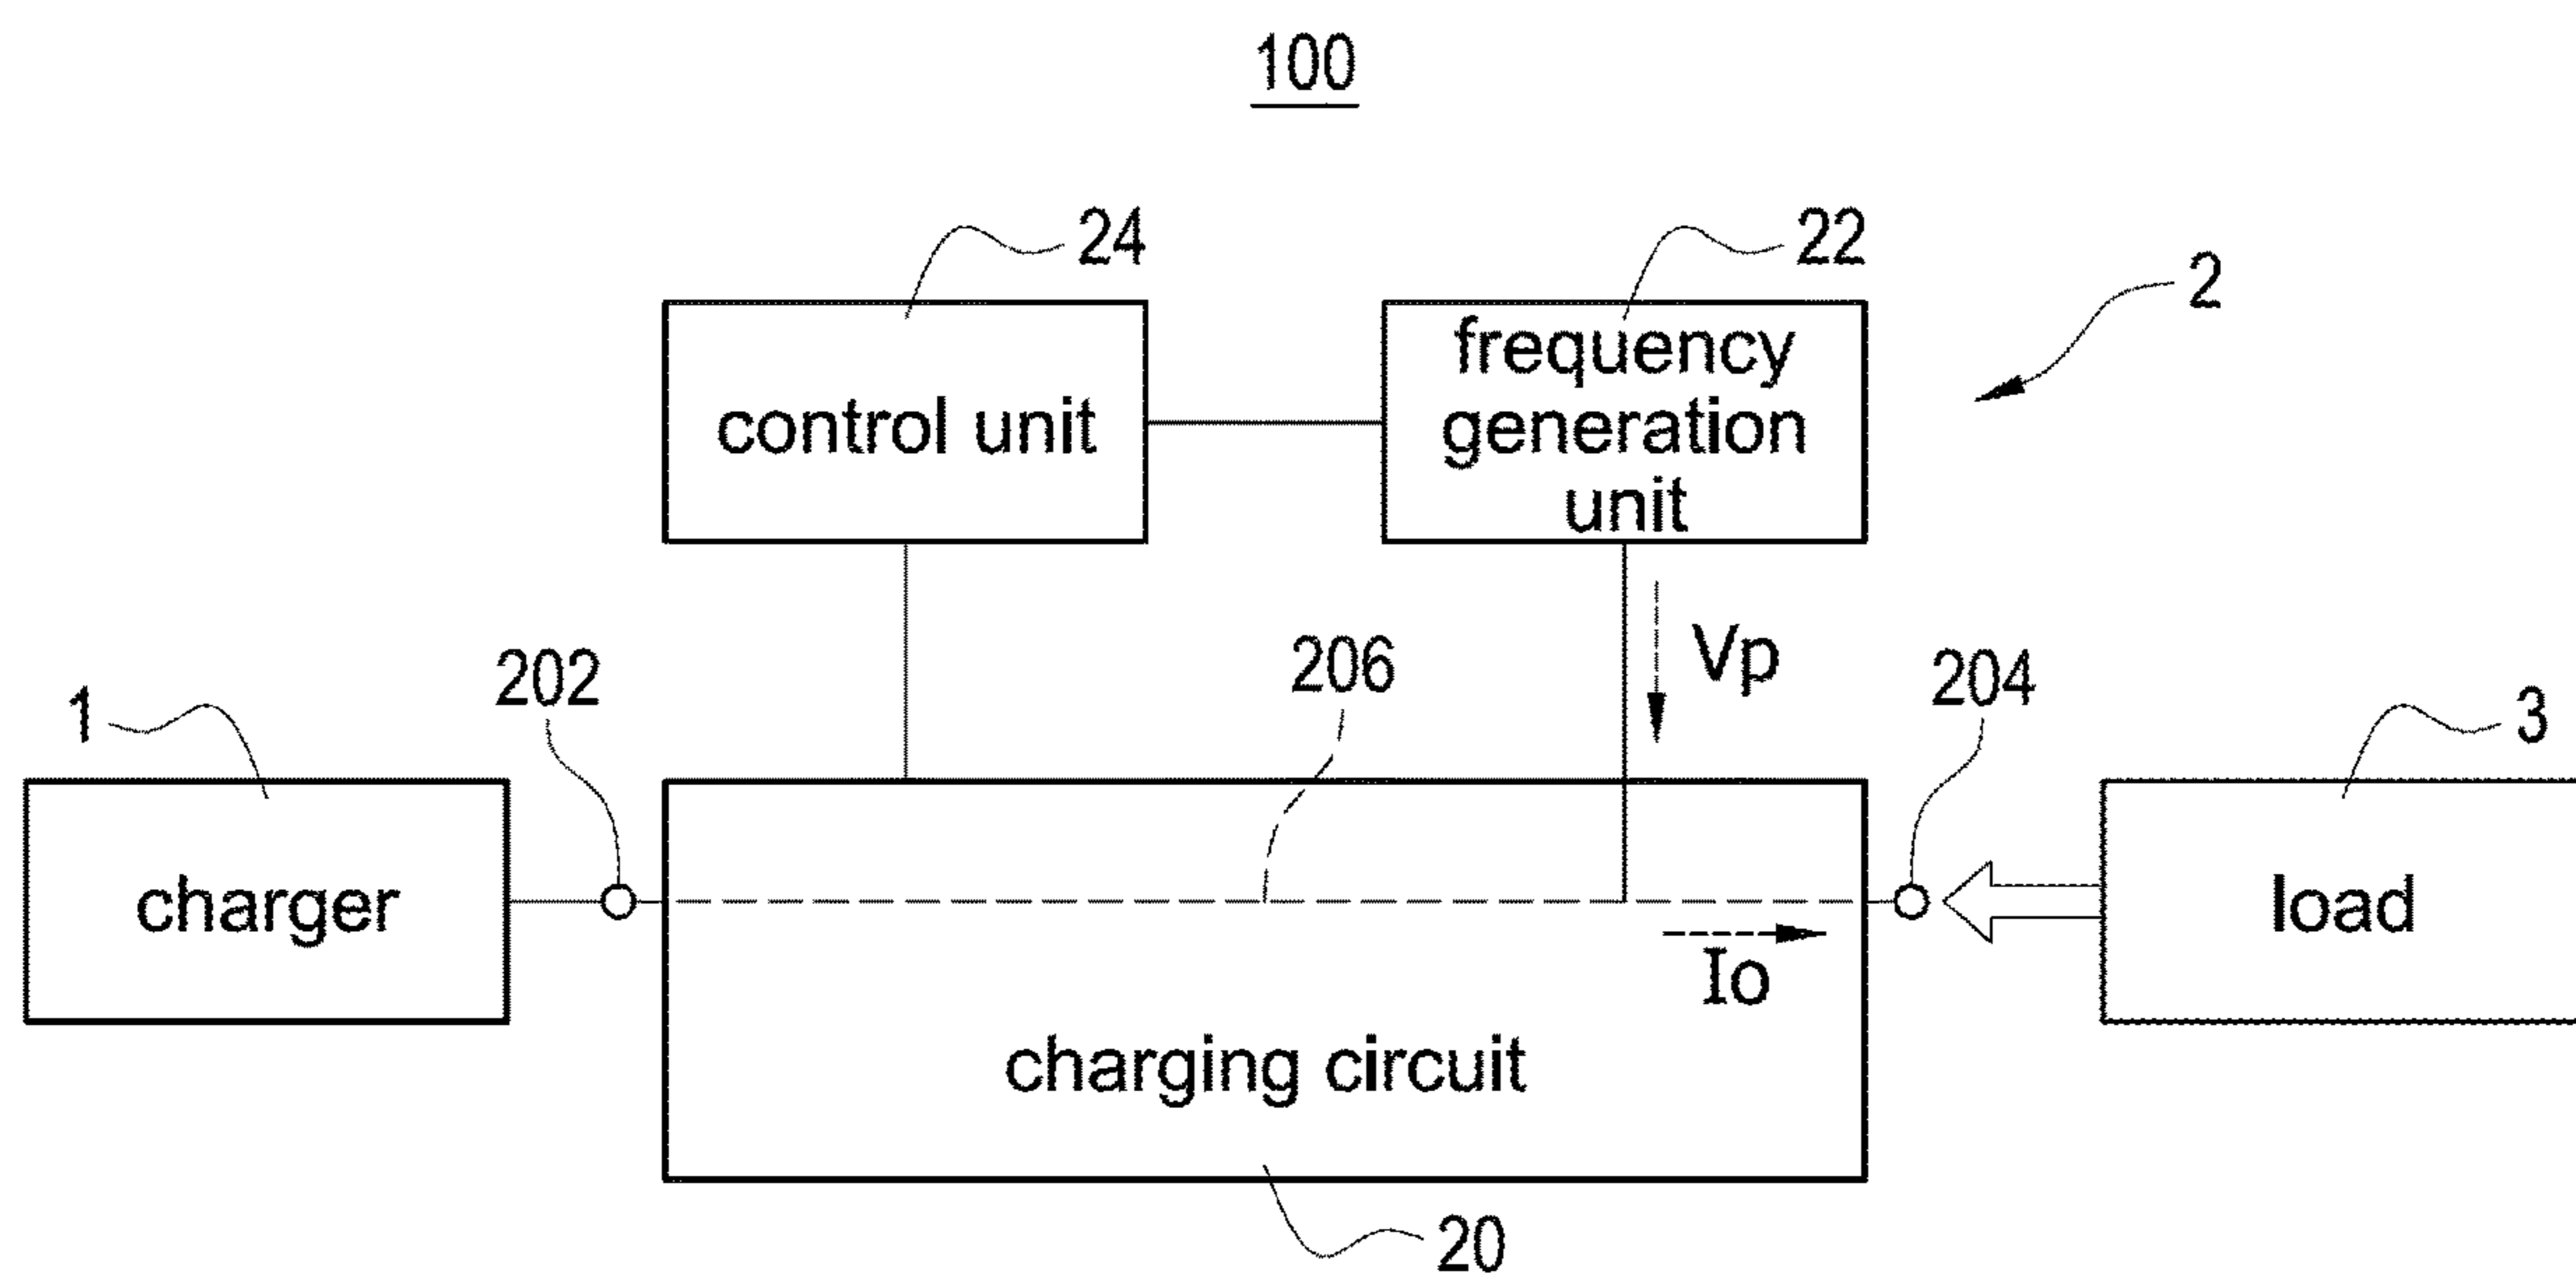 100
24
22
2
control unit
frequency
generation
unit
Vp
1
202
206
204
3
charger
Io
load
charging circuit
20